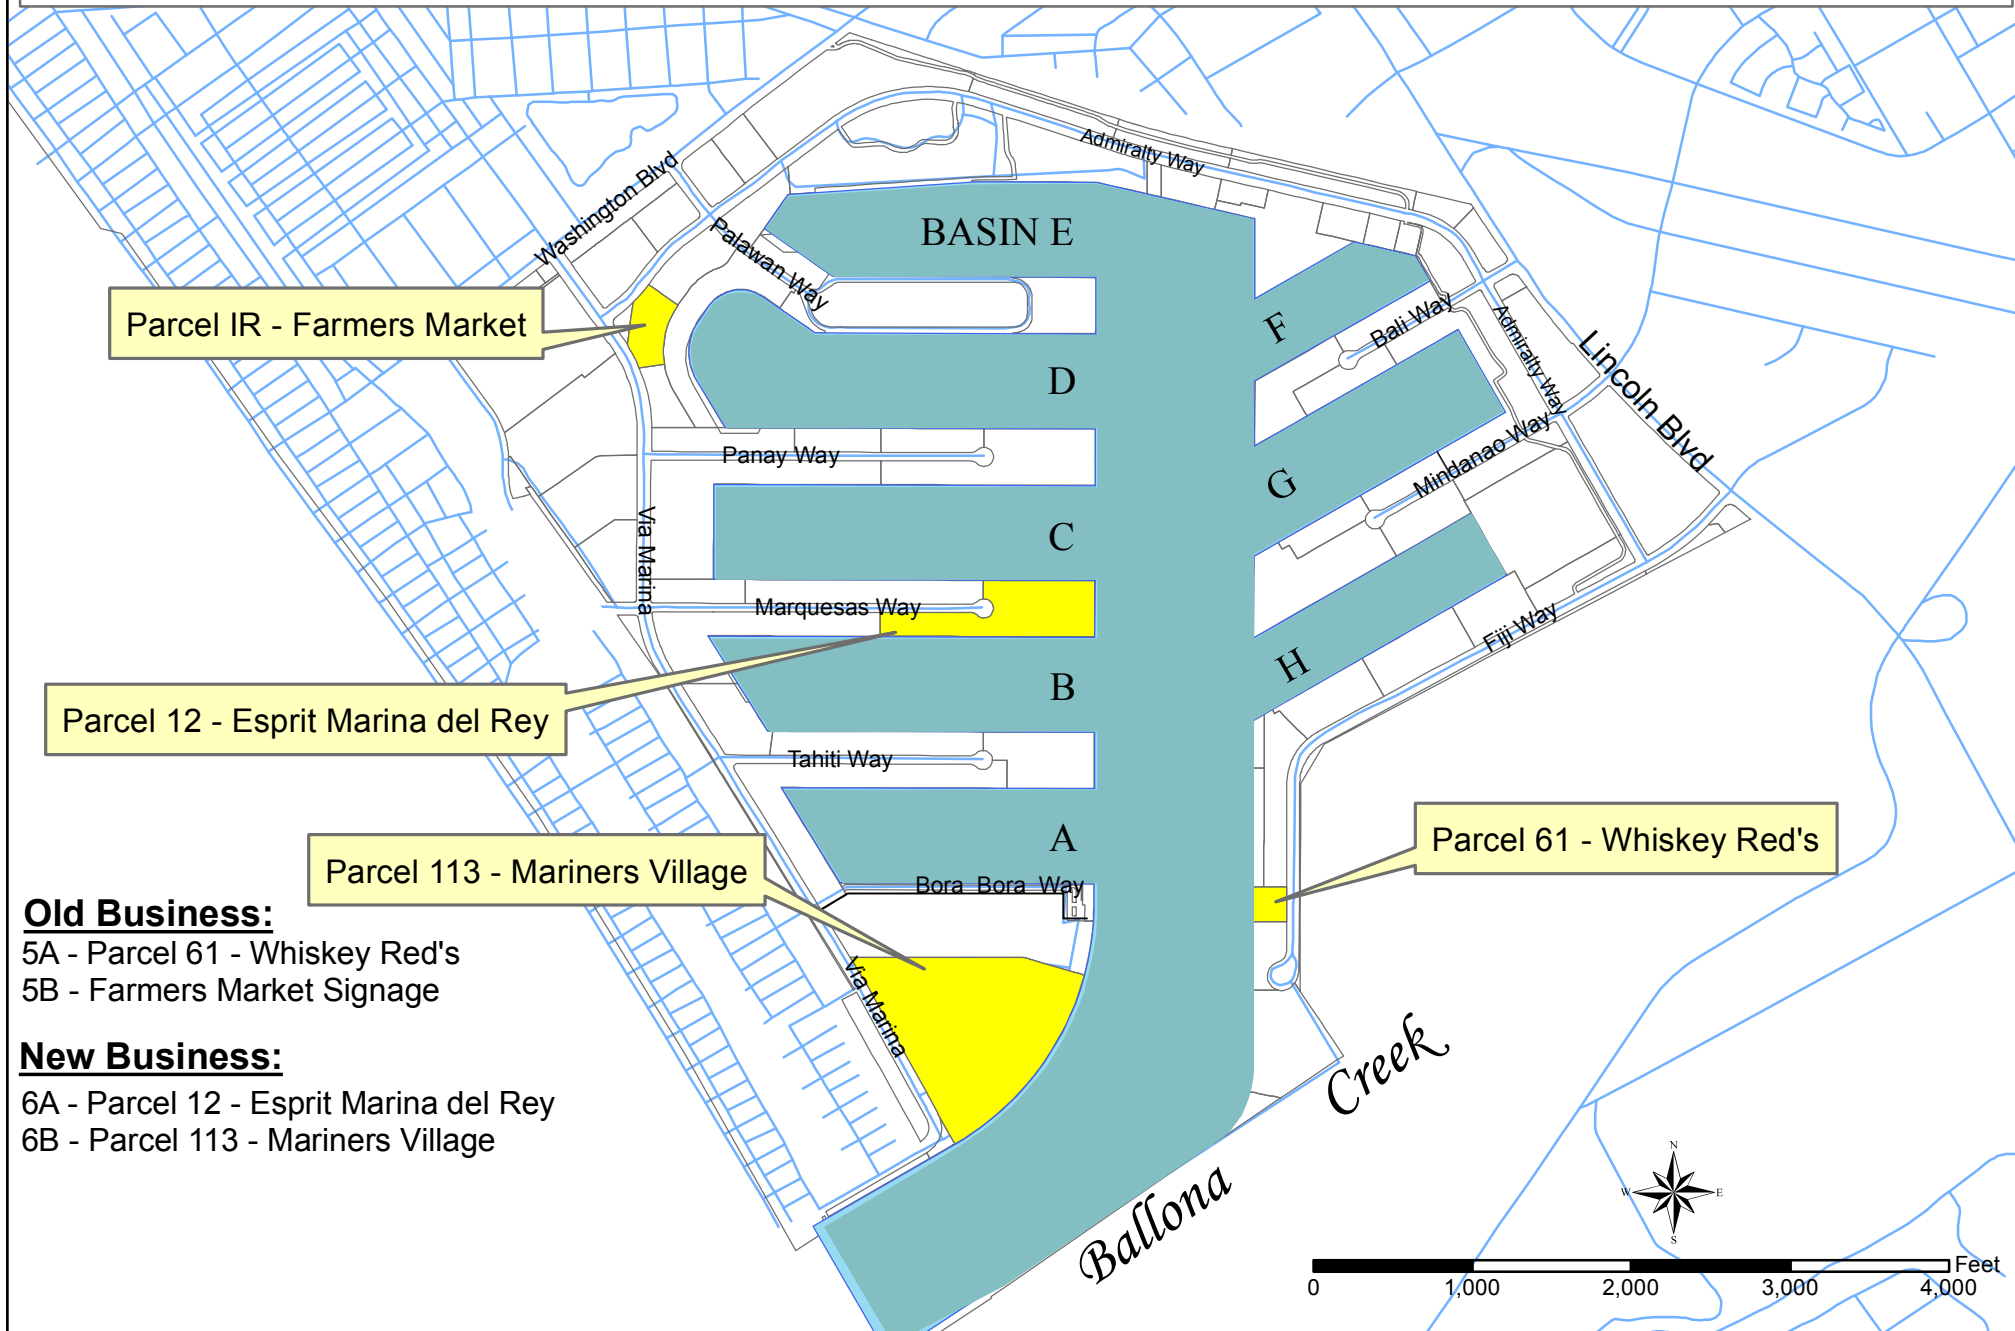 Admiralty Way
Washington Blvd
Palawan Way
BASIN E
Parcel IR - Farmers Market
F
Bali Way
Admiralty Way
Lincoln Blvd
D
Panay Way
Mindanao Way
G
C
Via Marina
Marquesas Way
Fiji Way
H
B
Parcel 12 - Esprit Marina del Rey
Tahiti Way
A
Parcel 61 - Whiskey Red's
Parcel 113 - Mariners Village
Bora Bora Way
Via Marina
Old Business:
5A - Parcel 61 - Whiskey Red's
5B - Farmers Market Signage
New Business:
6A - Parcel 12 - Esprit Marina del Rey
6B - Parcel 113 - Mariners Village
Ballona Creek
N
W E
S
Feet
0 1,000 2,000 3,000 4,000